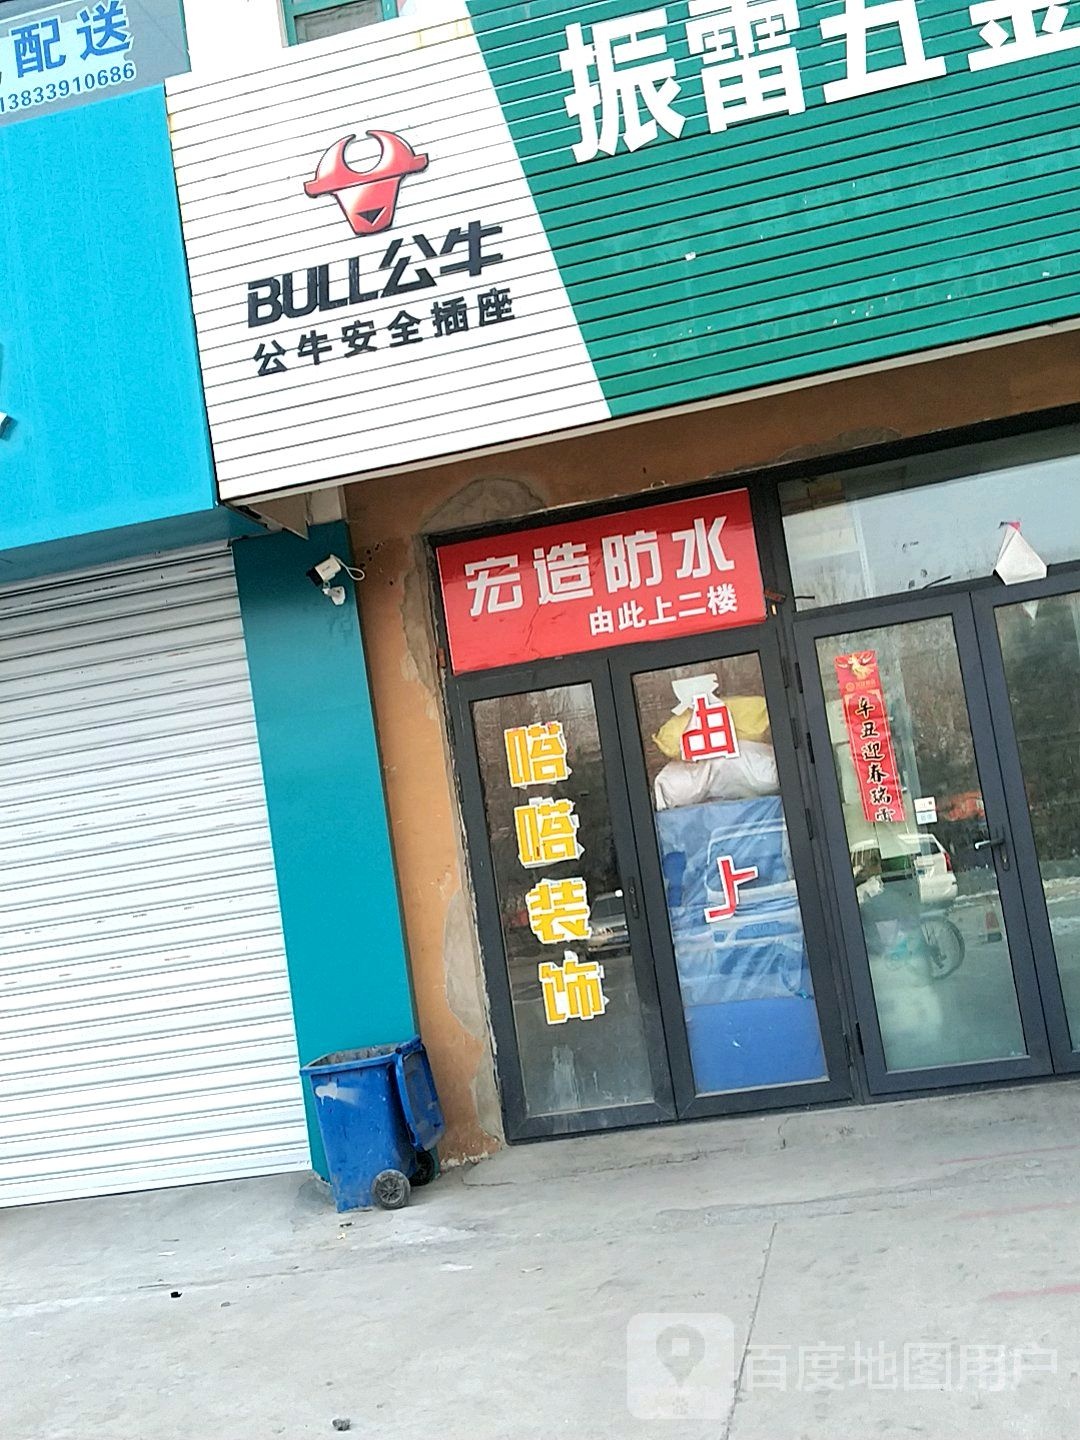 配送
13833910686
振雷五金
BULL公牛
公牛安全插座
宏造防水
由此上二楼
嗒嗒装饰
由
上
辛丑迎春瑞雪
百度地图用户